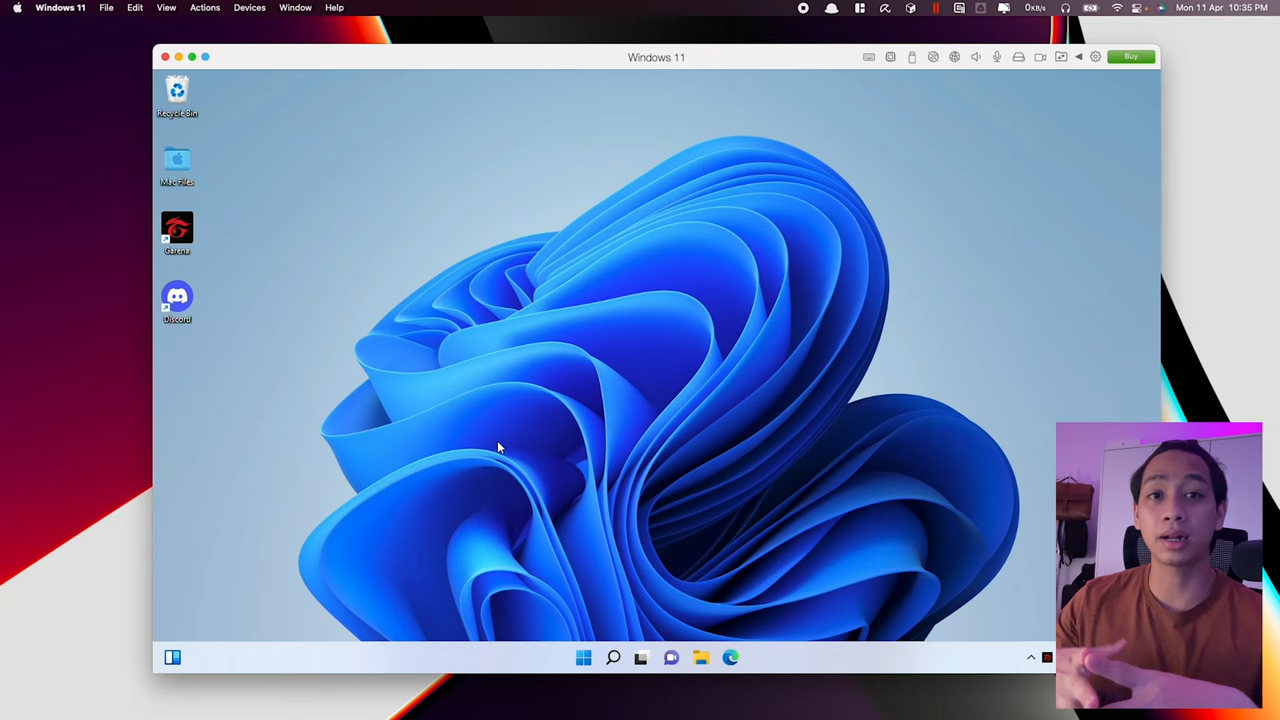 Windows 11 File Edit View Actions Devices Window Help 0KB/s Mon 11 Apr 10:35 PM
Windows 11 Buy
Recycle Bin
Mac Files
Garena
Discord